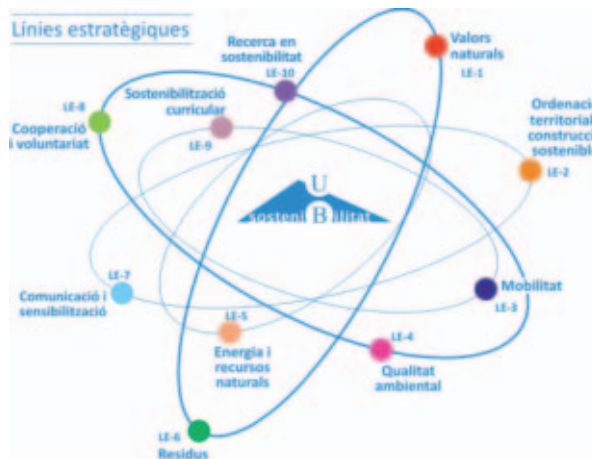 Línies estratègiques
Recerca en
sostenibilitat
LE-10
Valors
naturals
LE-1
LE-8
Cooperació
i voluntariat
Sostenibilització
curricular
LE-9
Ordenació
territorial
construcció
sostenible
LE-2
U
sosteni B ilitat
LE-7
Comunicació i
sensibilització
Mobilitat
LE-3
LE-5
Energia i
recursos
naturals
LE-4
Qualitat
ambiental
LE-6
Residus